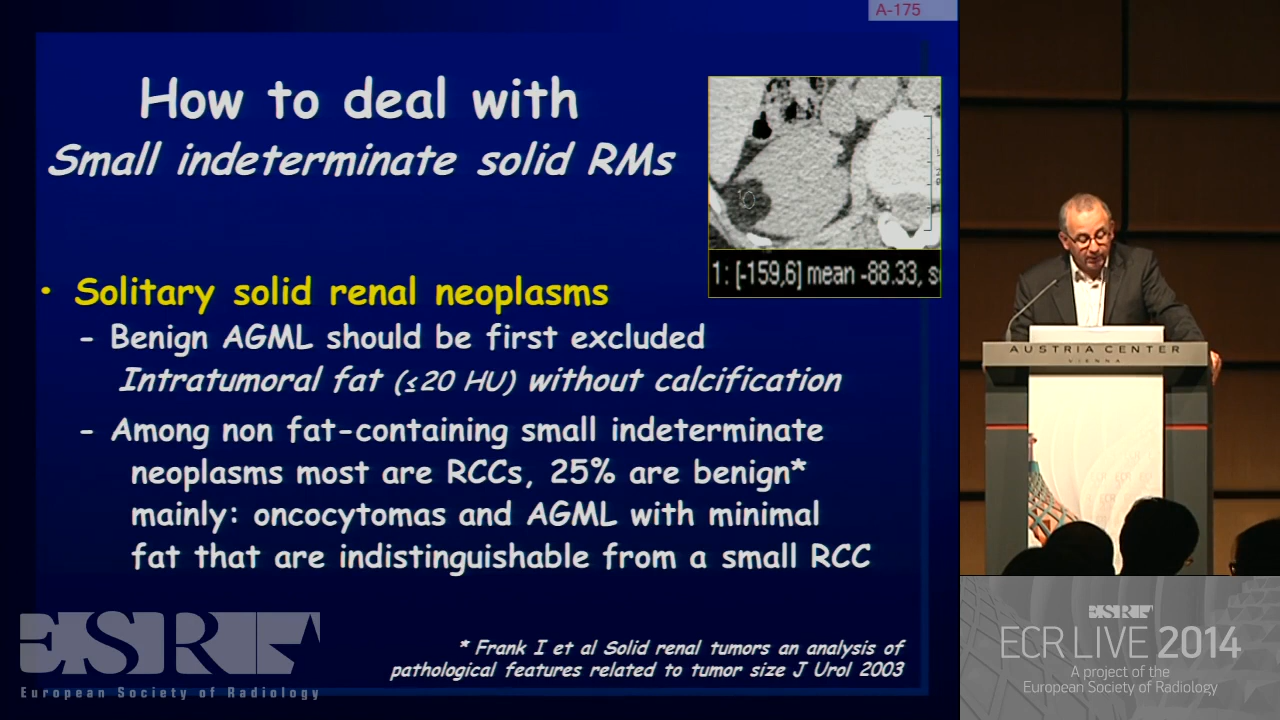 A-175
How to deal with
Small indeterminate solid RMs
1: [-159,6] mean -88.33, s
• Solitary solid renal neoplasms
- Benign AGML should be first excluded
Intratumoral fat (≤20 HU) without calcification
- Among non fat-containing small indeterminate
neoplasms most are RCCs, 25% are benign*
mainly: oncocytomas and AGML with minimal
fat that are indistinguishable from a small RCC
* Frank I et al Solid renal tumors an analysis of
pathological features related to tumor size J Urol 2003
ESR
European Society of Radiology
AUSTRIA CENTER
VIENNA
ESR
ECR LIVE 2014
A project of the
European Society of Radiology